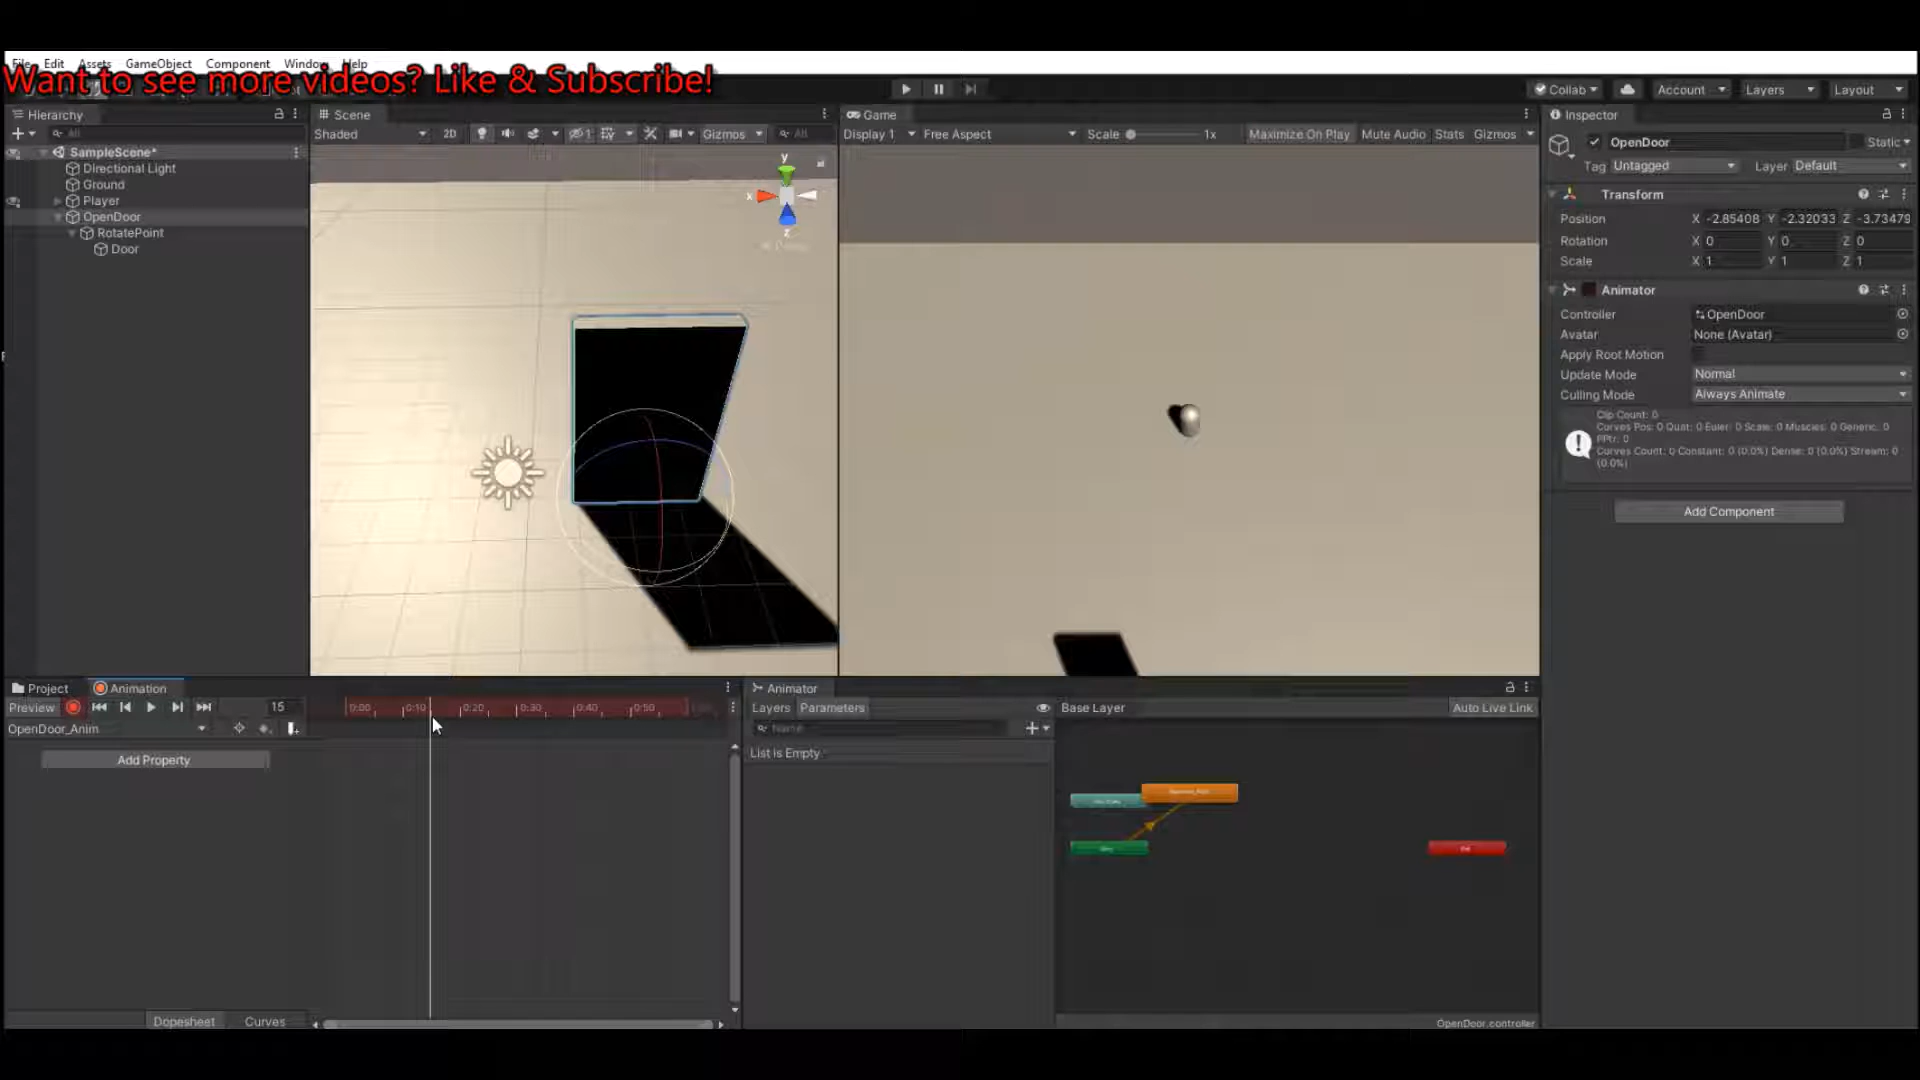 File Edit Assets GameObject Component Window Help
Want to see more videos? Like & Subscribe!
Collab Account Layers Layout
Hierarchy
All
SampleScene*
Directional Light
Ground
Player
OpenDoor
RotatePoint
Door
Scene
Shaded 2D Gizmos All
y
x
z
Persp
Game
Display 1 Free Aspect Scale 1x Maximize On Play Mute Audio Stats Gizmos
Inspector
OpenDoor Static
Tag Untagged Layer Default
Transform
Position X -2.85408 Y -2.32033 Z -3.73479
Rotation X 0 Y 0 Z 0
Scale X 1 Y 1 Z 1
Animator
Controller OpenDoor
Avatar None (Avatar)
Apply Root Motion
Update Mode Normal
Culling Mode Always Animate
Clip Count: 0
Curves Pos: 0 Quat: 0 Euler: 0 Scale: 0 Muscles: 0 Generic: 0
PPtr: 0
Curves Count: 0 Constant: 0 (0.0%) Dense: 0 (0.0%) Stream: 0
(0.0%)
Add Component
Project Animation
Preview 15 0:00 0:10 0:20 0:30 0:40 0:50
OpenDoor_Anim
Add Property
Dopesheet Curves
Animator
Layers Parameters Base Layer Auto Live Link
Name
List is Empty
OpenDoor.controller